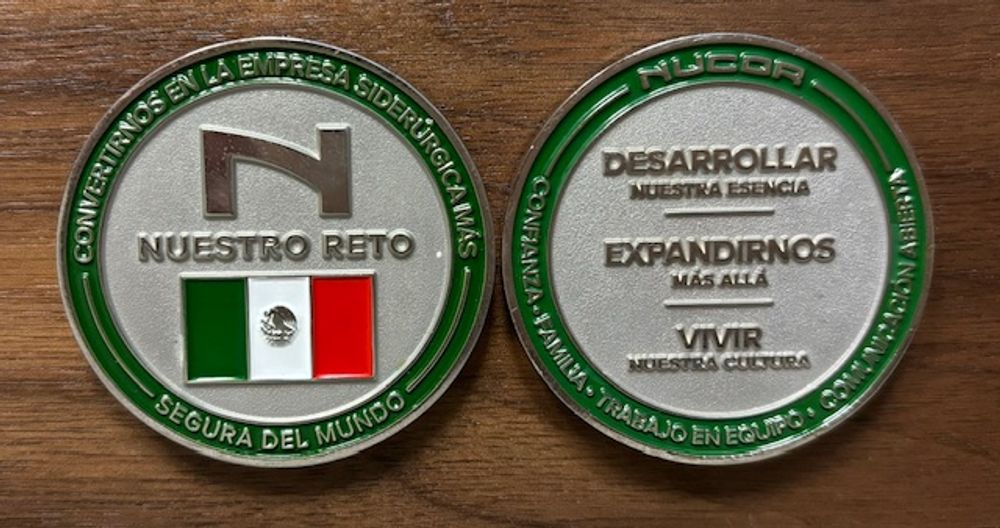 CONVERTIRNOS EN LA EMPRESA SIDERÚRGICA MÁS
N
NUESTRO RETO
SEGURA DEL MUNDO
NUCOR
DESARROLLAR
NUESTRA ESENCIA
EXPANDIRNOS
MÁS ALLÁ
VIVIR
NUESTRA CULTURA
CONFIANZA • FAMILIA • TRABAJO EN EQUIPO • COMUNICACIÓN ABIERTA